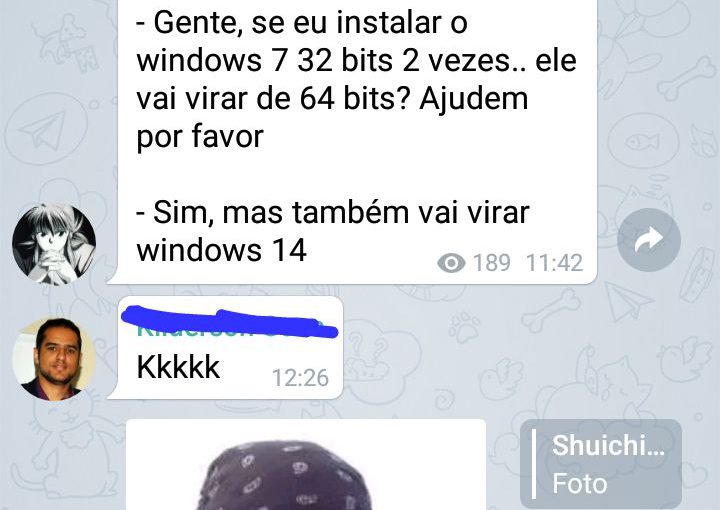 - Gente, se eu instalar o
windows 7 32 bits 2 vezes.. ele
vai virar de 64 bits? Ajudem
por favor
- Sim, mas também vai virar
windows 14
189 11:42
Kkkkk
12:26
Shuichi...
Foto